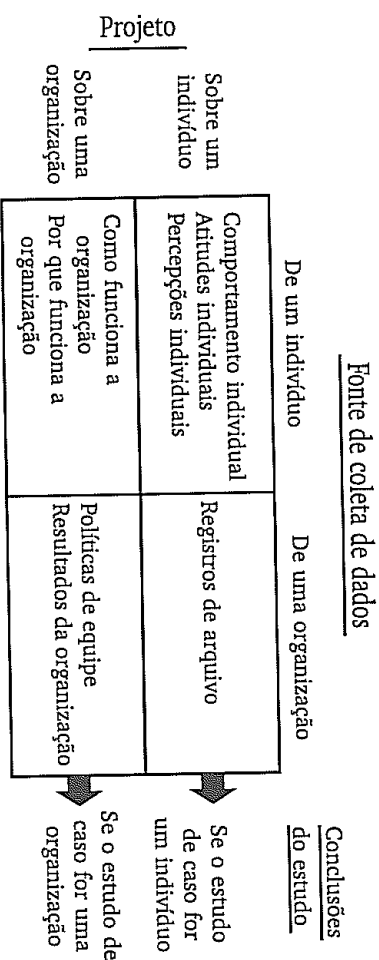 Fonte de coleta de dados
De um indivíduo
De uma organização
Conclusões
do estudo
Projeto
Sobre um
indivíduo
Comportamento individual
Atitudes individuais
Percepções individuais
Registros de arquivo
Se o estudo
de caso for
um indivíduo
Sobre uma
organização
Como funciona a
organização
Por que funciona a
organização
Políticas de equipe
Resultados da organização
Se o estudo de
caso for uma
organização